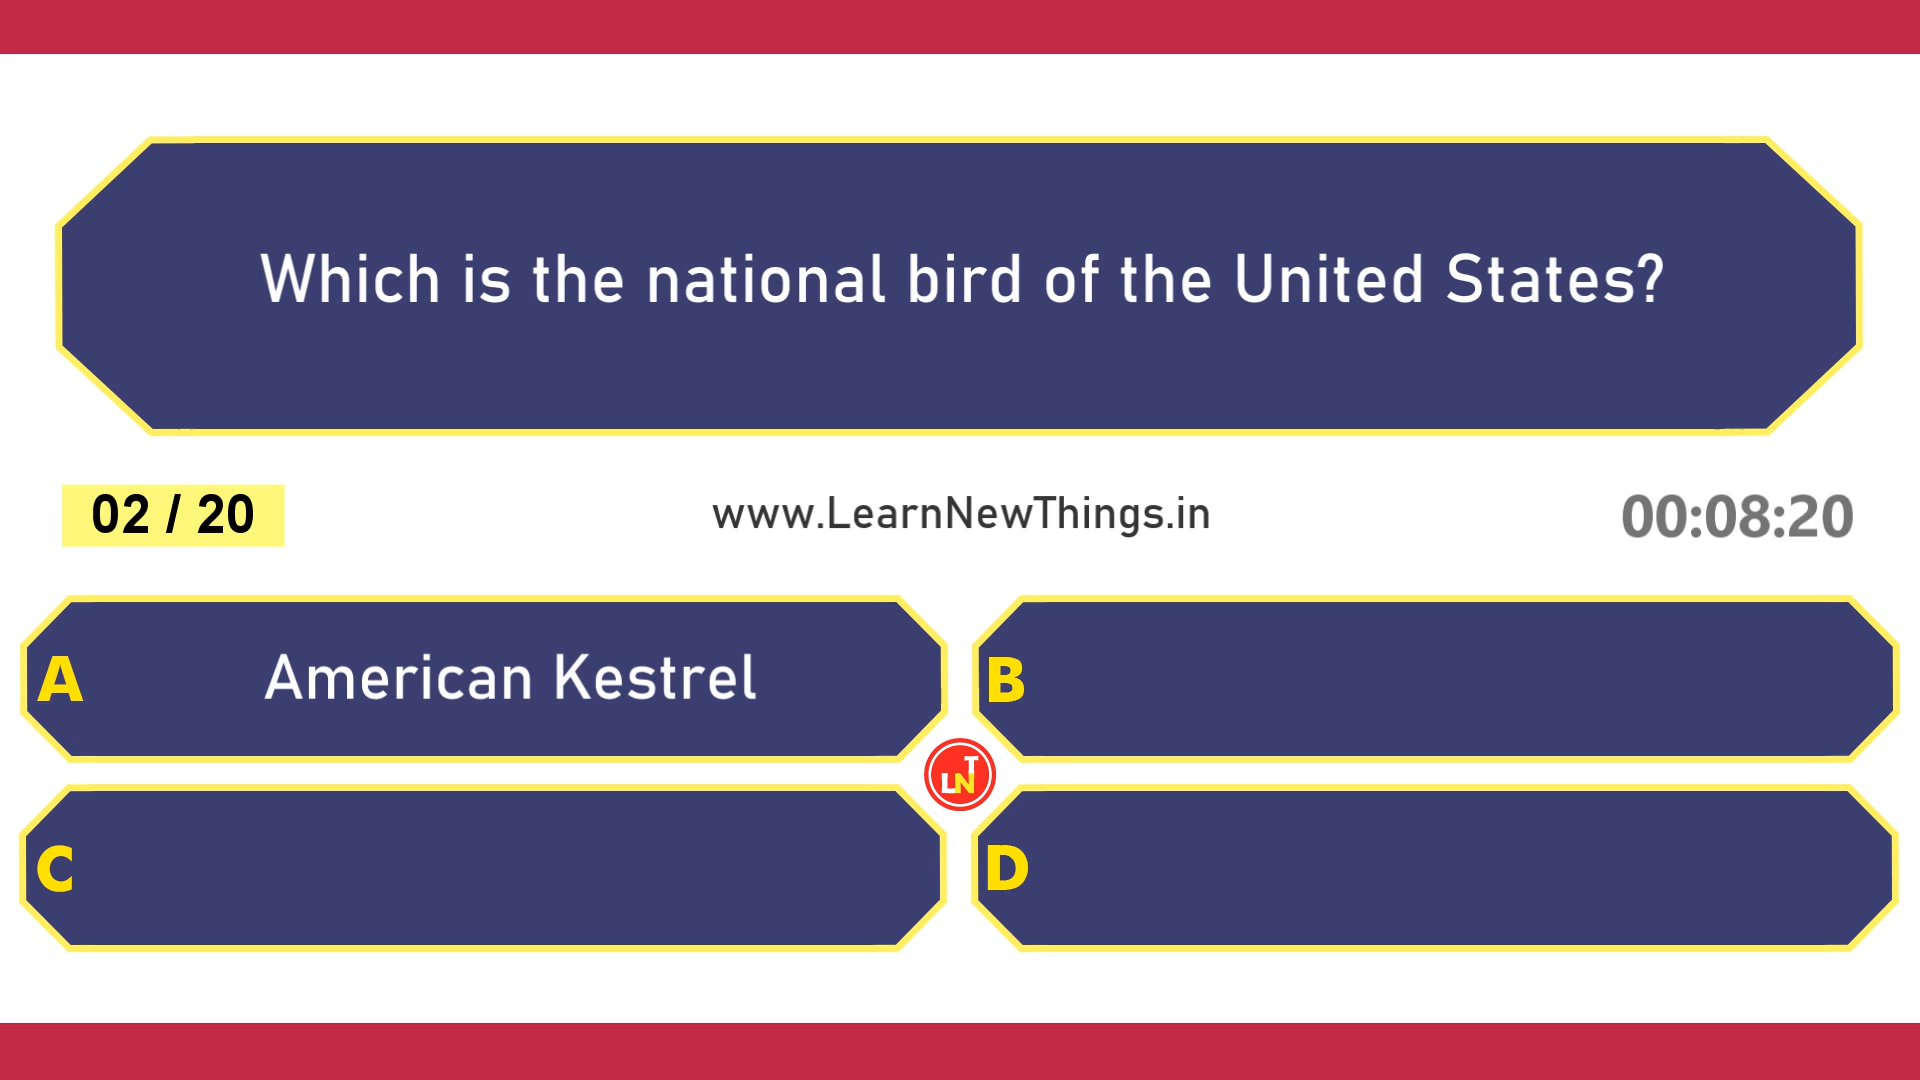 Which is the national bird of the United States?
02 / 20
www.LearnNewThings.in
00:08:20
A
American Kestrel
B
LNT
C
D